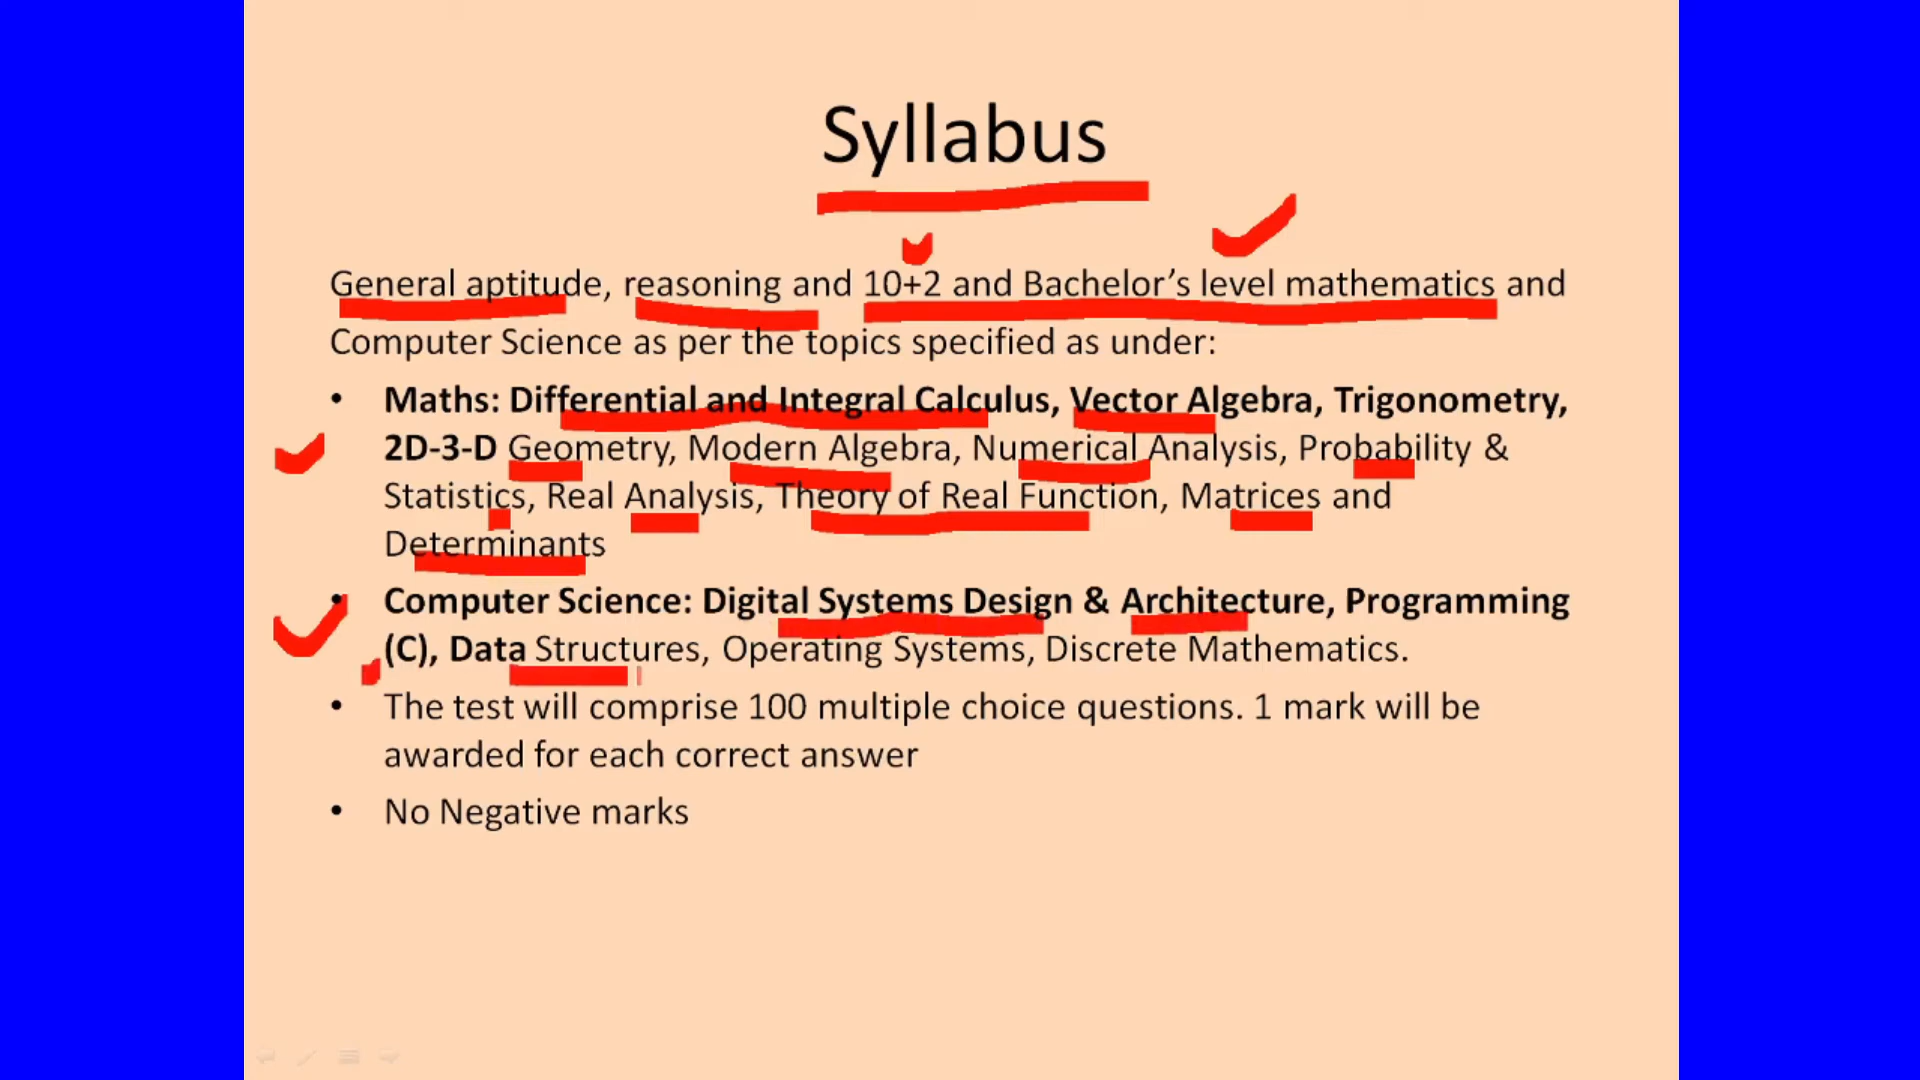 Syllabus
General aptitude, reasoning and 10+2 and Bachelor’s level mathematics and
Computer Science as per the topics specified as under:
• Maths: Differential and Integral Calculus, Vector Algebra, Trigonometry,
2D-3-D Geometry, Modern Algebra, Numerical Analysis, Probability &
Statistics, Real Analysis, Theory of Real Function, Matrices and
Determinants
• Computer Science: Digital Systems Design & Architecture, Programming
(C), Data Structures, Operating Systems, Discrete Mathematics.
• The test will comprise 100 multiple choice questions. 1 mark will be
awarded for each correct answer
• No Negative marks